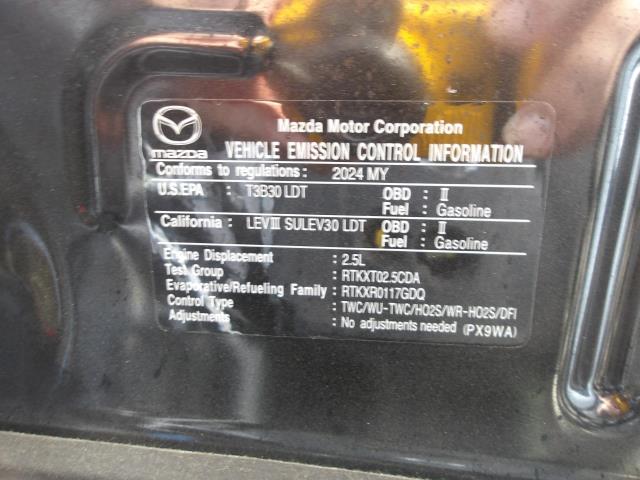 Mazda Motor Corporation
mazda VEHICLE EMISSION CONTROL INFORMATION
Conforms to regulations: 2024 MY
U.S.EPA : T3B30 LDT OBD : II
Fuel : Gasoline
California : LEVIII SULEV30 LDT OBD : II
Fuel : Gasoline
Engine Displacement : 2.5L
Test Group : RTKXT02.5CDA
Evaporative/Refueling Family : RTKXR0117GDQ
Control Type : TWC/WU-TWC/HO2S/WR-HO2S/DFI
Adjustments : No adjustments needed (PX9WA)